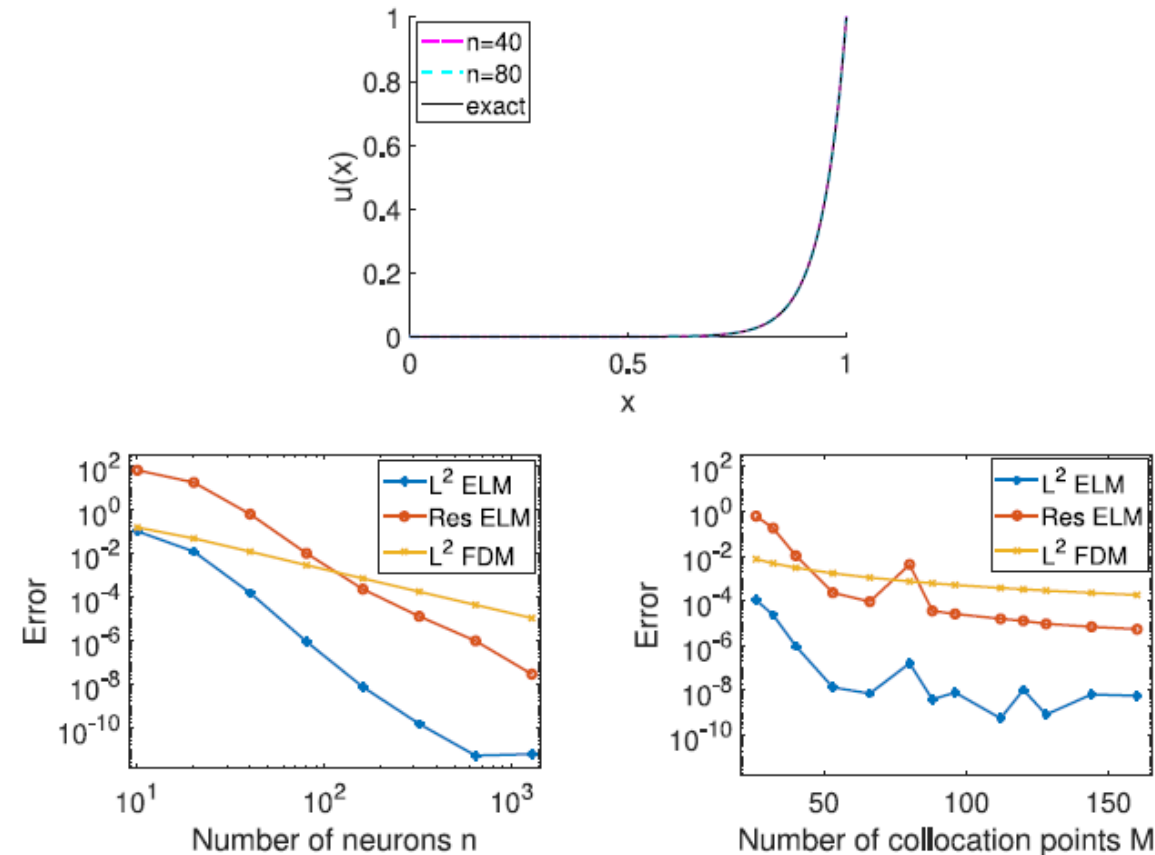 1
n=40
n=80
exact
0.8
0.6
0.4
0.2
0
u(x)
0
0.5
1
x
10^2
10^0
10^-2
10^-4
10^-6
10^-8
10^-10
Error
L^2 ELM
Res ELM
L^2 FDM
10^1
10^2
10^3
Number of neurons n
10^2
10^0
10^-2
10^-4
10^-6
10^-8
10^-10
Error
L^2 ELM
Res ELM
L^2 FDM
50
100
150
Number of collocation points M